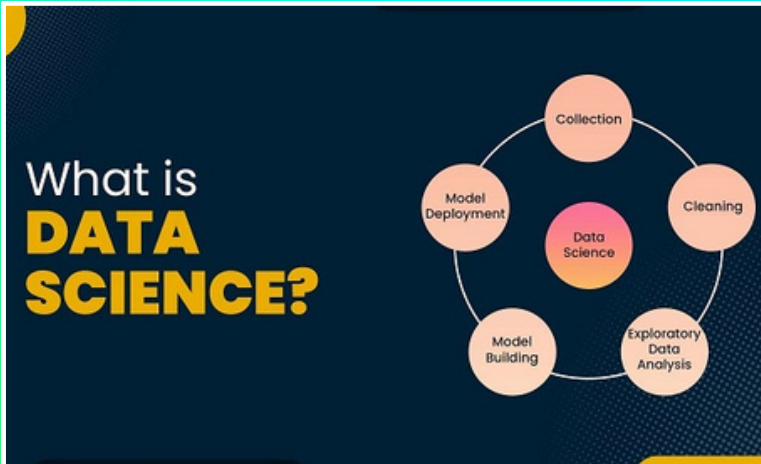 What is
DATA
SCIENCE?
Collection
Cleaning
Exploratory
Data
Analysis
Model
Building
Model
Deployment
Data
Science